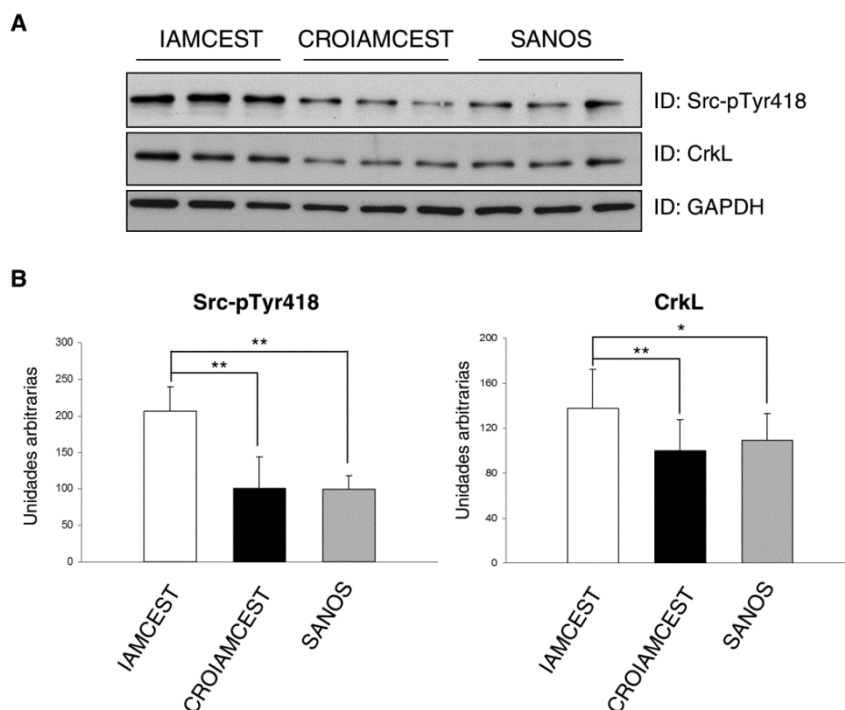 A
IAMCEST CROIAMCEST SANOS
ID: Src-pTyr418
ID: CrkL
ID: GAPDH
B
Src-pTyr418
Unidades arbitrarias
300
250
200
150
100
50
0
**
**
IAMCEST
CROIAMCEST
SANOS
CrkL
Unidades arbitrarias
200
160
120
80
40
0
*
**
IAMCEST
CROIAMCEST
SANOS